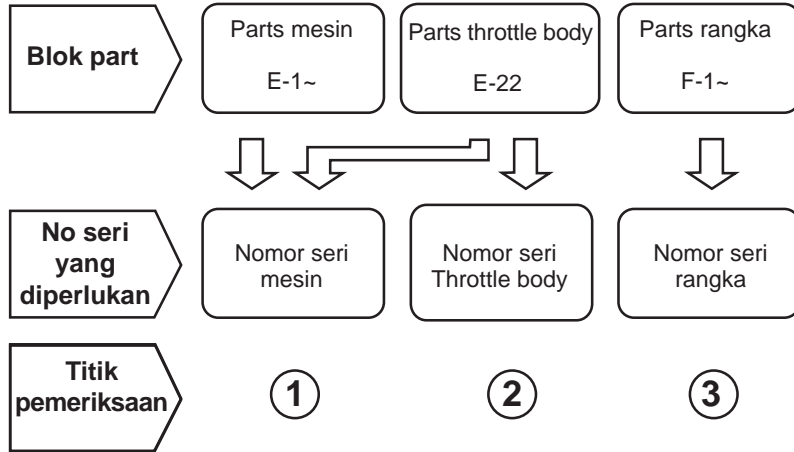 Blok part
Parts mesin
E-1~
Parts throttle body
E-22
Parts rangka
F-1~
No seri
yang
diperlukan
Nomor seri
mesin
Nomor seri
Throttle body
Nomor seri
rangka
Titik
pemeriksaan
1
2
3